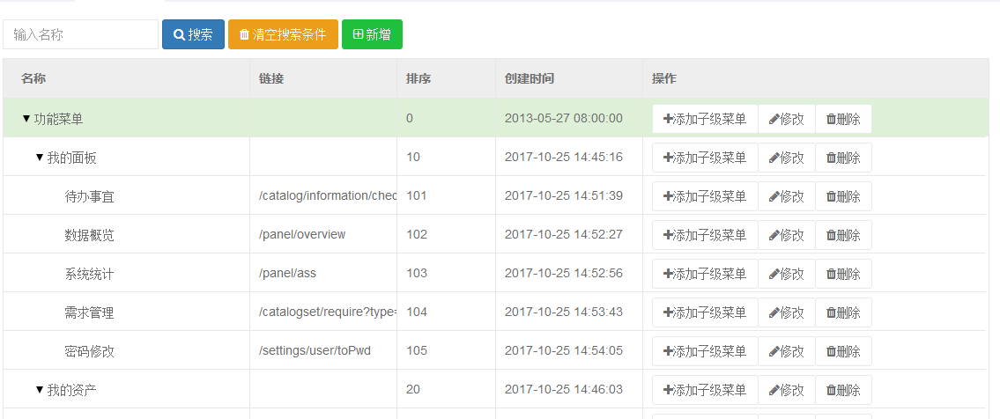 输入名称 搜索 清空搜索条件 新增
名称 链接 排序 创建时间 操作
功能菜单 0 2013-05-27 08:00:00 添加子级菜单 修改 删除
我的面板 10 2017-10-25 14:45:16 添加子级菜单 修改 删除
待办事宜 /catalog/information/chec 101 2017-10-25 14:51:39 添加子级菜单 修改 删除
数据概览 /panel/overview 102 2017-10-25 14:52:27 添加子级菜单 修改 删除
系统统计 /panel/ass 103 2017-10-25 14:52:56 添加子级菜单 修改 删除
需求管理 /catalogset/require?type= 104 2017-10-25 14:53:43 添加子级菜单 修改 删除
密码修改 /settings/user/toPwd 105 2017-10-25 14:54:05 添加子级菜单 修改 删除
我的资产 20 2017-10-25 14:46:03 添加子级菜单 修改 删除